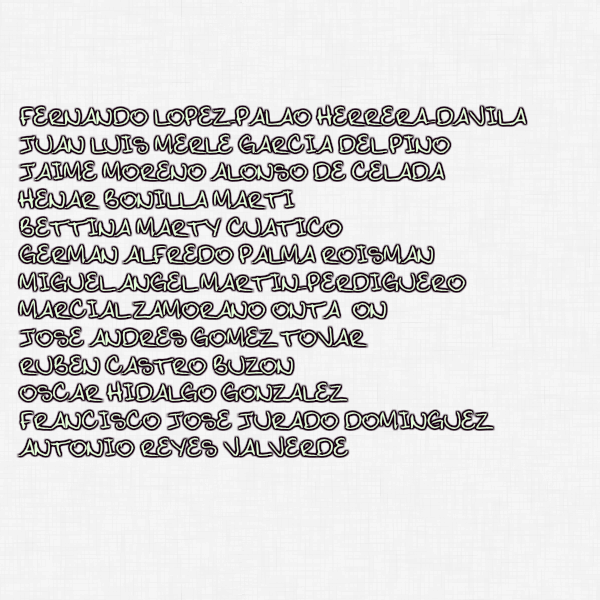 FERNANDO LOPEZ-PALAO HERRERA-DAVILA
JUAN LUIS MERLE GARCIA DEL PINO
JAIME MORENO ALONSO DE CELADA
HENAR BONILLA MARTI
BETTINA MARTY CUATICO
GERMAN ALFREDO PALMA ROISMAN
MIGUEL ANGEL MARTIN-PERDIGUERO
MARCIAL ZAMORANO ONTA ON
JOSE ANDRES GOMEZ TOVAR
RUBEN CASTRO BUZON
OSCAR HIDALGO GONZALEZ
FRANCISCO JOSE JURADO DOMINGUEZ
ANTONIO REYES VALVERDE